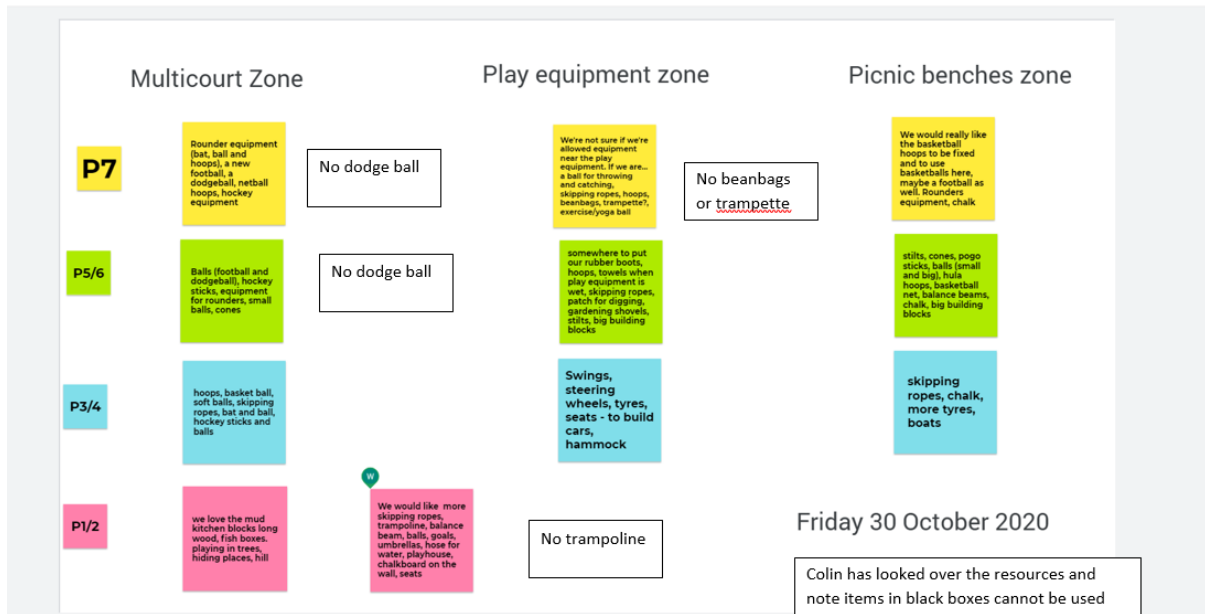 Multicourt Zone
Play equipment zone
Picnic benches zone
P7
Rounder equipment
(bat, ball and
hoops), a new
football, a
dodgeball, netball
hoops, hockey
equipment
No dodge ball
We're not sure if we're
allowed equipment
near the play
equipment. If we are...
a ball for throwing
and catching,
skipping ropes, hoops,
beanbags, trampette?,
exercise/yoga ball
No beanbags
or trampette
We would really like
the basketball
hoops to be fixed
and to use
basketballs here,
maybe a football as
well. Rounders
equipment, chalk
P5/6
Balls (football and
dodgeball), hockey
sticks, equipment
for rounders, small
balls, cones
No dodge ball
somewhere to put
our rubber boots,
hoops, towels when
play equipment is
wet, skipping ropes,
patch for digging,
gardening shovels,
stilts, big building
blocks
stilts, cones, pogo
sticks, balls (small
and big), hula
hoops, basketball
net, balance beams,
chalk, big building
blocks
P3/4
hoops, basket ball,
soft balls, skipping
ropes, bat and ball,
hockey sticks and
balls
Swings,
steering
wheels, tyres,
seats - to build
cars,
hammock
skipping
ropes, chalk,
more tyres,
boats
P1/2
we love the mud
kitchen blocks long
wood, fish boxes.
playing in trees,
hiding places, hill
W
We would like more
skipping ropes,
trampoline, balance
beam, balls, goals,
umbrellas, hose for
water, playhouse,
chalkboard on the
wall, seats
No trampoline
Friday 30 October 2020
Colin has looked over the resources and
note items in black boxes cannot be used